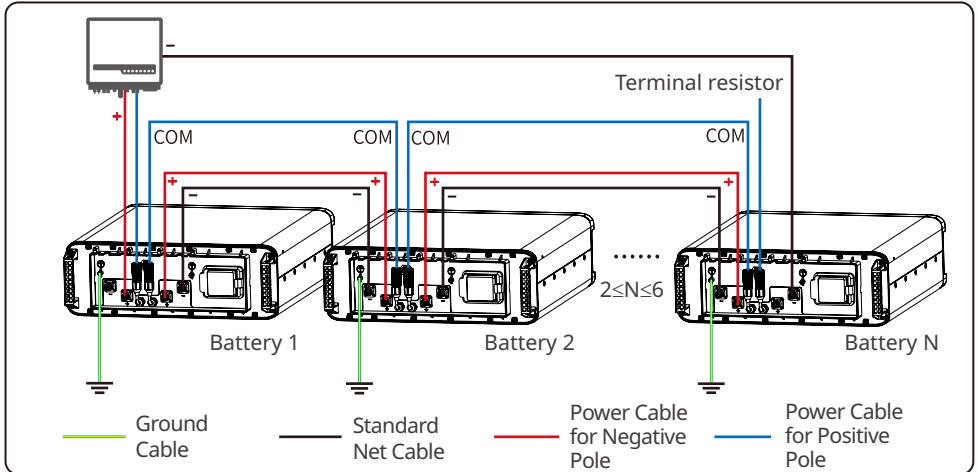 −
Terminal resistor
+
COM
COM
COM
COM
+
+
+
+
−
−
−
−
2≤N≤6
Battery 1
Battery 2
Battery N
Ground
Cable
Standard
Net Cable
Power Cable
for Negative
Pole
Power Cable
for Positive
Pole